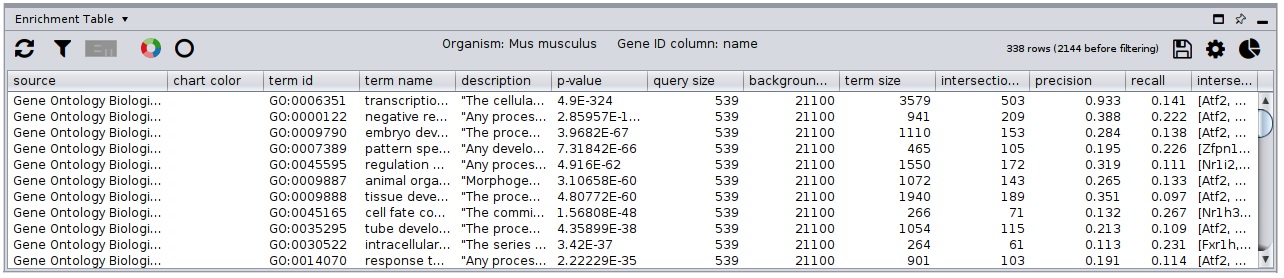 Enrichment Table
Organism: Mus musculus Gene ID column: name 338 rows (2144 before filtering)
source chart color term id term name description p-value query size backgroun... term size intersectio... precision recall interse...
Gene Ontology Biologi... GO:0006351 transcriptio... "The cellula... 4.9E-324 539 21100 3579 503 0.933 0.141 [Atf2, ...
Gene Ontology Biologi... GO:0000122 negative re... "Any proces... 2.85957E-1... 539 21100 941 209 0.388 0.222 [Atf2, ...
Gene Ontology Biologi... GO:0009790 embryo dev... "The proce... 3.9682E-67 539 21100 1110 153 0.284 0.138 [Atf2, ...
Gene Ontology Biologi... GO:0007389 pattern spe... "Any develo... 7.31842E-66 539 21100 465 105 0.195 0.226 [Zfpn1...
Gene Ontology Biologi... GO:0045595 regulation ... "Any proces... 4.916E-62 539 21100 1550 172 0.319 0.111 [Nr1i2,...
Gene Ontology Biologi... GO:0009887 animal orga... "Morphoge... 3.10658E-60 539 21100 1072 143 0.265 0.133 [Atf2, ...
Gene Ontology Biologi... GO:0009888 tissue deve... "The proce... 4.80772E-60 539 21100 1940 189 0.351 0.097 [Atf2, ...
Gene Ontology Biologi... GO:0045165 cell fate co... "The commi... 1.56808E-48 539 21100 266 71 0.132 0.267 [Nr1h3...
Gene Ontology Biologi... GO:0035295 tube develo... "The proce... 4.35899E-38 539 21100 1054 115 0.213 0.109 [Atf2, ...
Gene Ontology Biologi... GO:0030522 intracellular... "The series ... 3.42E-37 539 21100 264 61 0.113 0.231 [Fxr1h,...
Gene Ontology Biologi... GO:0014070 response t... "Any proces... 2.22229E-35 539 21100 901 103 0.191 0.114 [Atf2, ...